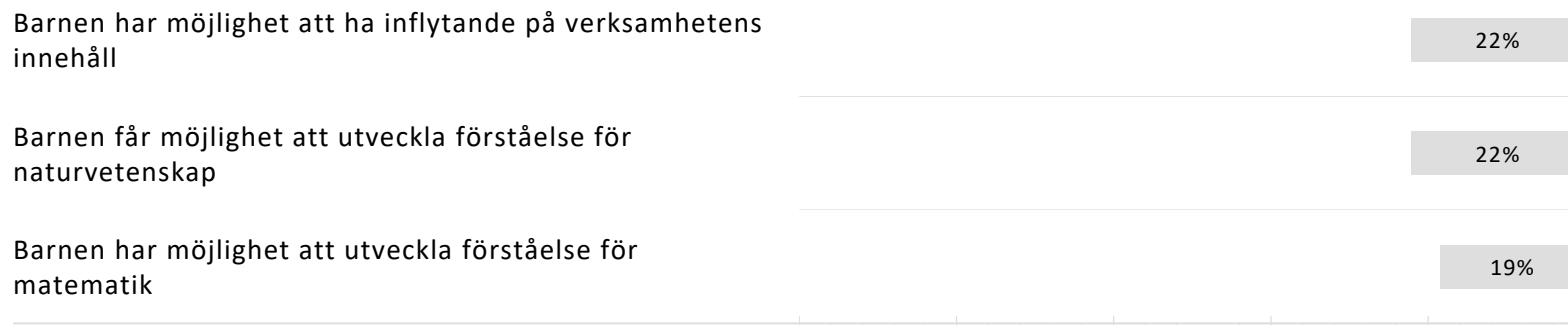 Barnen har möjlighet att ha inflytande på verksamhetens
innehåll
22%
Barnen får möjlighet att utveckla förståelse för
naturvetenskap
22%
Barnen har möjlighet att utveckla förståelse för
matematik
19%